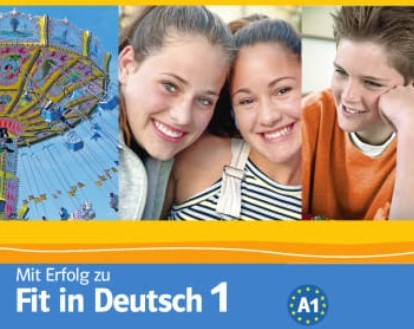 Mit Erfolg zu
Fit in Deutsch 1
A1